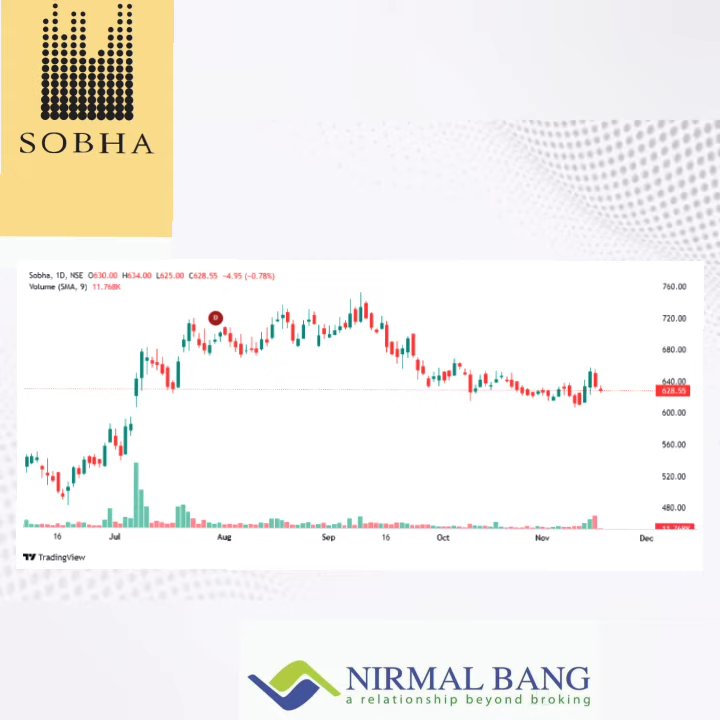 SOBHA
Sobha, 1D, NSE O630.00 H634.00 L625.00 C628.55 -4.95 (-0.78%)
Volume (SMA, 9) 11.768K
760.00
720.00
680.00
640.00
628.55
600.00
560.00
520.00
480.00
11.768K
16 Jul Aug Sep 16 Oct Nov Dec
TradingView
NIRMAL BANG
a relationship beyond broking